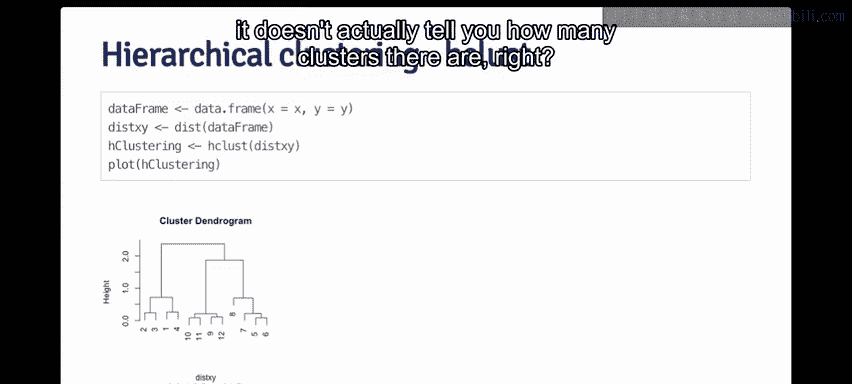 it doesn't actually tell you how many
clusters there are, right?
Hierarchical clustering - hclust
dataFrame <- data.frame(x = x, y = y)
distxy <- dist(dataFrame)
hClustering <- hclust(distxy)
plot(hClustering)
Cluster Dendrogram
Height
0.0 1.0 2.0
2 3 1 4 10 11 9 12 8 7 5 6
distxy